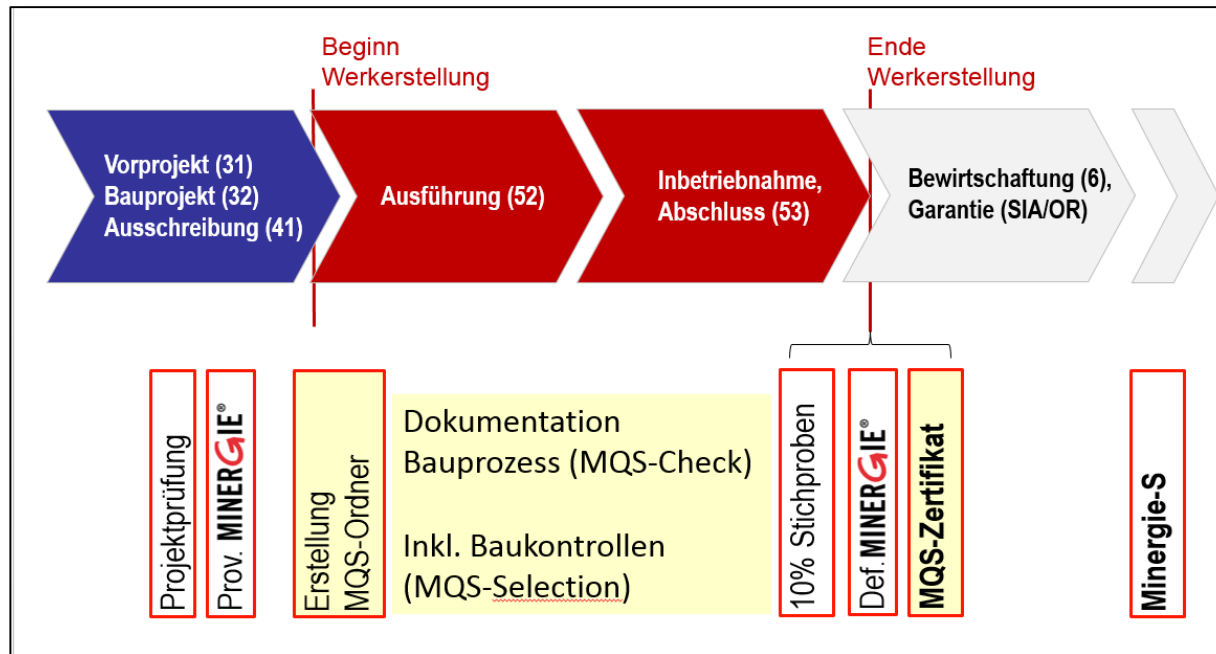 Beginn
Werkerstellung
Ende
Werkerstellung
Vorprojekt (31)
Bauprojekt (32)
Ausschreibung (41)
Ausführung (52)
Inbetriebnahme,
Abschluss (53)
Bewirtschaftung (6),
Garantie (SIA/OR)
Projektprüfung
Prov. MINERGIE®
Erstellung
MQS-Ordner
Dokumentation
Bauprozess (MQS-Check)
Inkl. Baukontrollen
(MQS-Selection)
10% Stichproben
Def. MINERGIE®
MQS-Zertifikat
Minergie-S